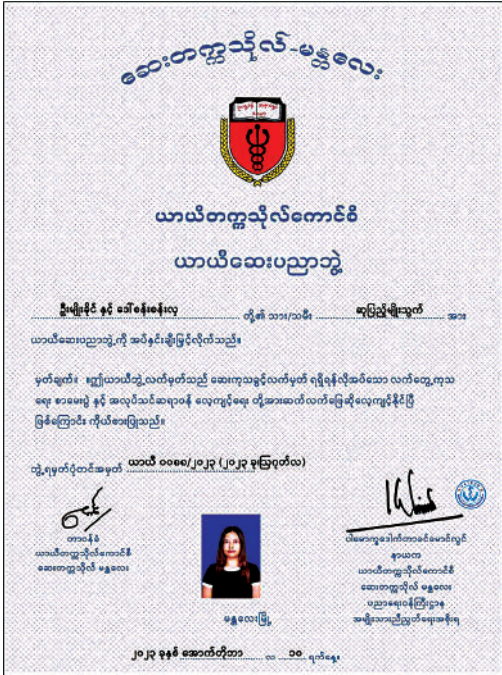 ဆေးတက္ကသိုလ်-မန္တလေး
ယာယီတက္ကသိုလ်ကောင်စီ
ယာယီဆေးပညာဘွဲ့
ဦးမျိုးခိုင် နှင့် ဒေါ်စန်းစန်းလှ တို့၏ သား/သမီး ဆုပြည့်မျိုးသွက် အား
ယာယီဆေးပညာဘွဲ့ကို အပ်နှင်းချီးမြှင့်လိုက်သည်။
မှတ်ချက်။ ။ဤယာယီဘွဲ့လက်မှတ်သည် ဆေးကုသခွင့်လက်မှတ် ရရှိရန်လိုအပ်သော လက်တွေ့ကုသ
ရေး စာမေးပွဲ နှင့် အလုပ်သင်ဆရာဝန် လေ့ကျင့်ရေး တို့အားဆက်လက်ဖြေဆိုလေ့ကျင့်နိုင်ပြီ
ဖြစ်ကြောင်း ကိုယ်စားပြုသည်။
ဘွဲ့ရမှတ်ပုံတင်အမှတ် ယာယီ ၀၀၈၈/၂၀၂၃ (၂၀၂၃ ခုဩဂုတ်လ)
တာဝန်ခံ
ယာယီတက္ကသိုလ်ကောင်စီ
ဆေးတက္ကသိုလ် မန္တလေး
ပါမောက္ခဒေါက်တာခင်မောင်လွင်
နာယက
ယာယီတက္ကသိုလ်ကောင်စီ
ဆေးတက္ကသိုလ် မန္တလေး
ပညာရေးဝန်ကြီးဌာန
အမျိုးသားညီညွတ်ရေးအစိုးရ
မန္တလေးမြို့
၂၀၂၃ ခုနှစ် အောက်တိုဘာ လ ၁၀ ရက်နေ့။